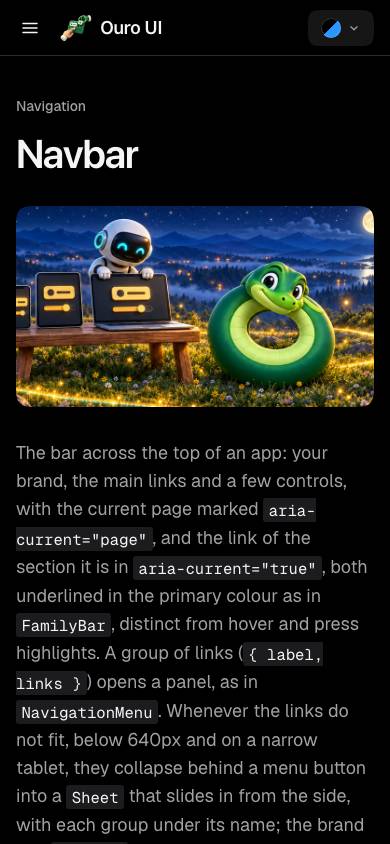 Ouro UI
Navigation
Navbar
The bar across the top of an app: your
brand, the main links and a few controls,
with the current page marked aria-
current="page", and the link of the
section it is in aria-current="true", both
underlined in the primary colour as in
FamilyBar, distinct from hover and press
highlights. A group of links ({ label,
links }) opens a panel, as in
NavigationMenu. Whenever the links do
not fit, below 640px and on a narrow
tablet, they collapse behind a menu button
into a Sheet that slides in from the side,
with each group under its name; the brand